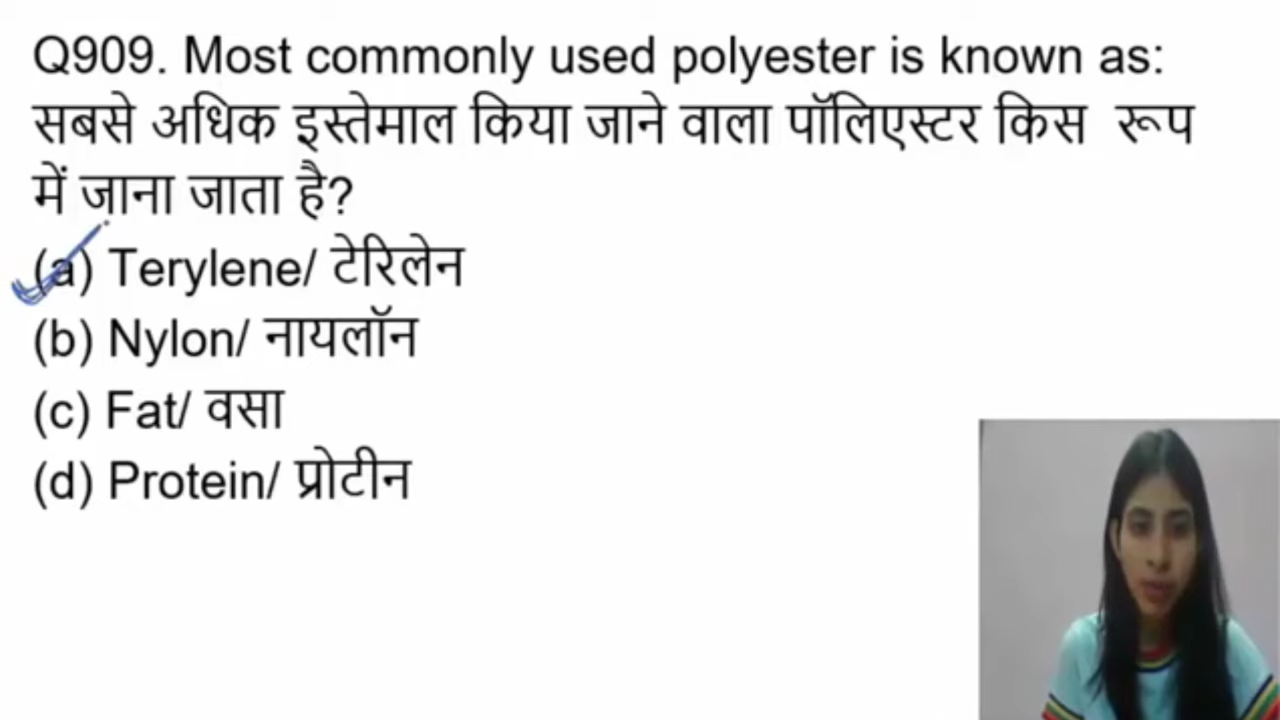 Q909. Most commonly used polyester is known as:
सबसे अधिक इस्तेमाल किया जाने वाला पॉलिएस्टर किस रूप
में जाना जाता है?
(a) Terylene/ टेरिलेन
(b) Nylon/ नायलॉन
(c) Fat/ वसा
(d) Protein/ प्रोटीन